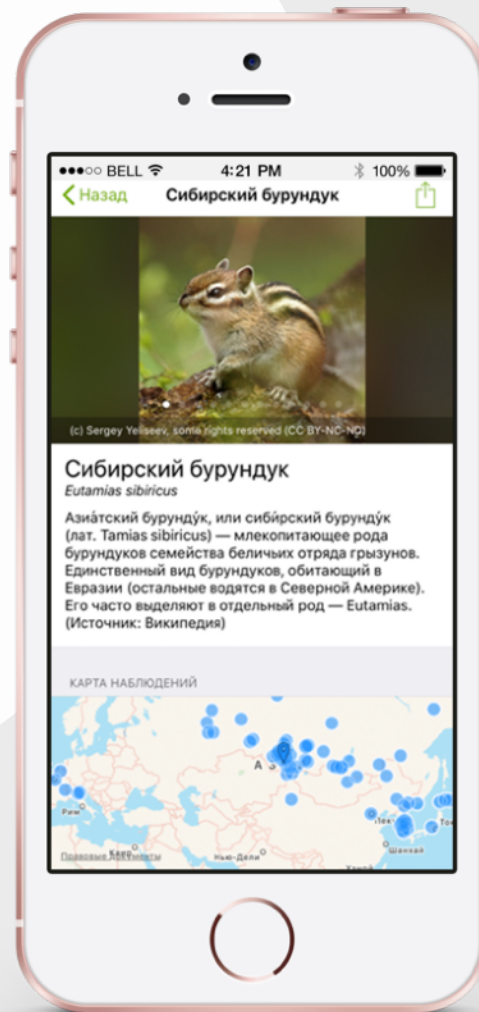 ●●●○○ BELL 4:21 PM 100%
Назад Сибирский бурундук
(c) Sergey Yeliseev, some rights reserved (CC BY-NC-ND)
Сибирский бурундук
Eutamias sibiricus
Азиа́тский бурунду́к, или сиби́рский бурунду́к
(лат. Tamias sibiricus) — млекопитающее рода
бурундуков семейства беличьих отряда грызунов.
Единственный вид бурундуков, обитающий в
Евразии (остальные водятся в Северной Америке).
Его часто выделяют в отдельный род — Eutamias.
(Источник: Википедия)
КАРТА НАБЛЮДЕНИЙ
А
Рим
Шанхай
Правовые документы
Каир
Нью-Дели
Ханой